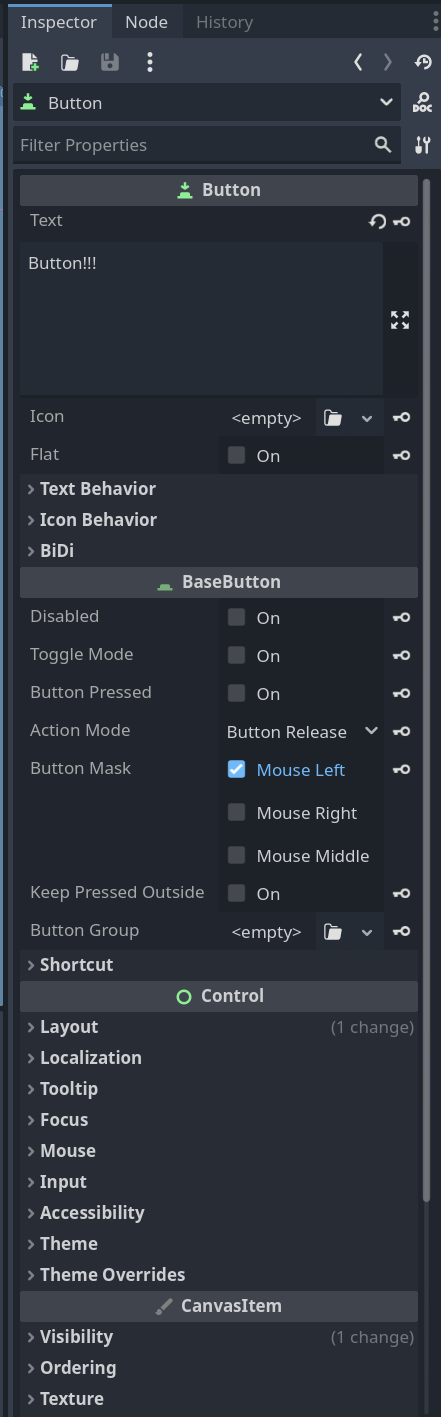 Inspector Node History
Button
DOC
Filter Properties
Button
Text
Button!!!
Icon <empty>
Flat On
Text Behavior
Icon Behavior
BiDi
BaseButton
Disabled On
Toggle Mode On
Button Pressed On
Action Mode Button Release
Button Mask Mouse Left
Mouse Right
Mouse Middle
Keep Pressed Outside On
Button Group <empty>
Shortcut
Control
Layout (1 change)
Localization
Tooltip
Focus
Mouse
Input
Accessibility
Theme
Theme Overrides
CanvasItem
Visibility (1 change)
Ordering
Texture